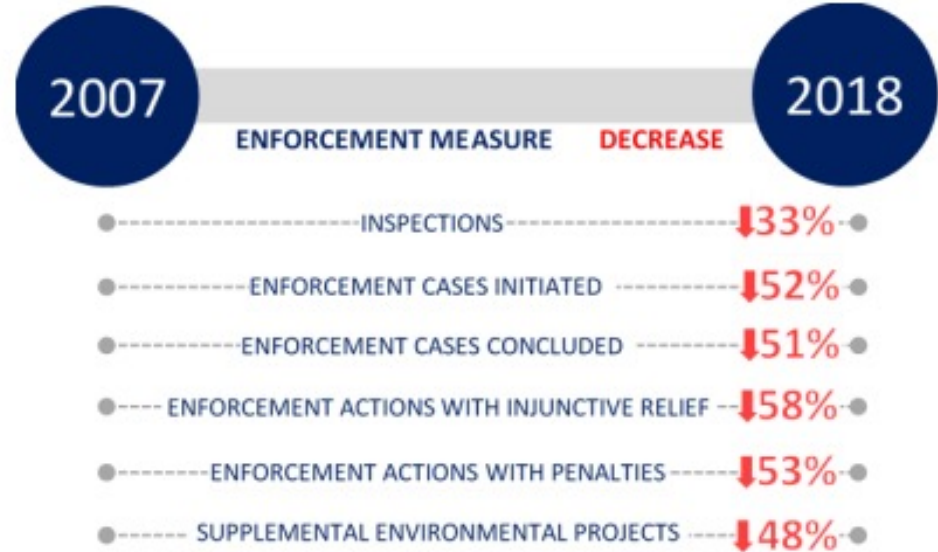 2007 2018
ENFORCEMENT MEASURE DECREASE
INSPECTIONS 33%
ENFORCEMENT CASES INITIATED 52%
ENFORCEMENT CASES CONCLUDED 51%
ENFORCEMENT ACTIONS WITH INJUNCTIVE RELIEF 58%
ENFORCEMENT ACTIONS WITH PENALTIES 53%
SUPPLEMENTAL ENVIRONMENTAL PROJECTS 48%